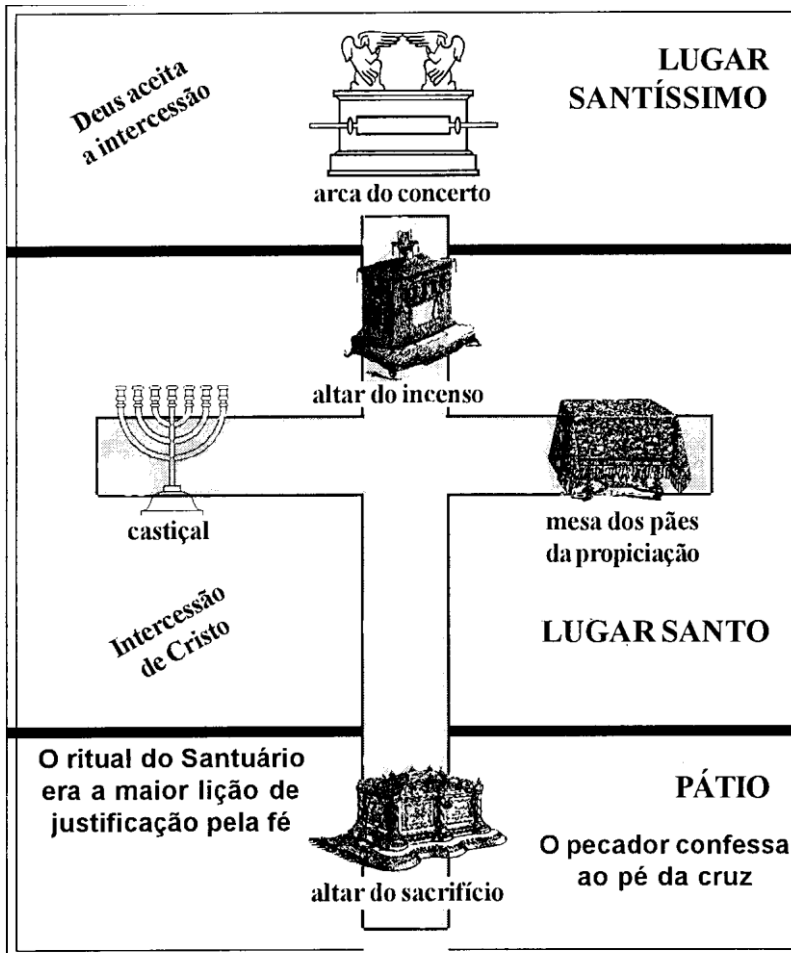 Deus aceita
a intercessão
LUGAR
SANTÍSSIMO
arca do concerto
altar do incenso
castiçal
mesa dos pães
da propiciação
Intercessão
de Cristo
LUGAR SANTO
O ritual do Santuário
era a maior lição de
justificação pela fé
PÁTIO
O pecador confessa
ao pé da cruz
altar do sacrifício